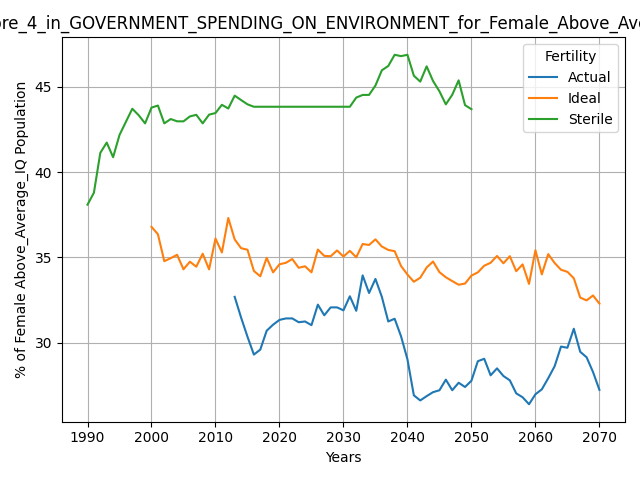 ore_4_in_GOVERNMENT_SPENDING_ON_ENVIRONMENT_for_Female_Above_Ave
Fertility
Actual
Ideal
Sterile
% of Female Above_Average_IQ Population
45
40
35
30
1990 2000 2010 2020 2030 2040 2050 2060 2070
Years